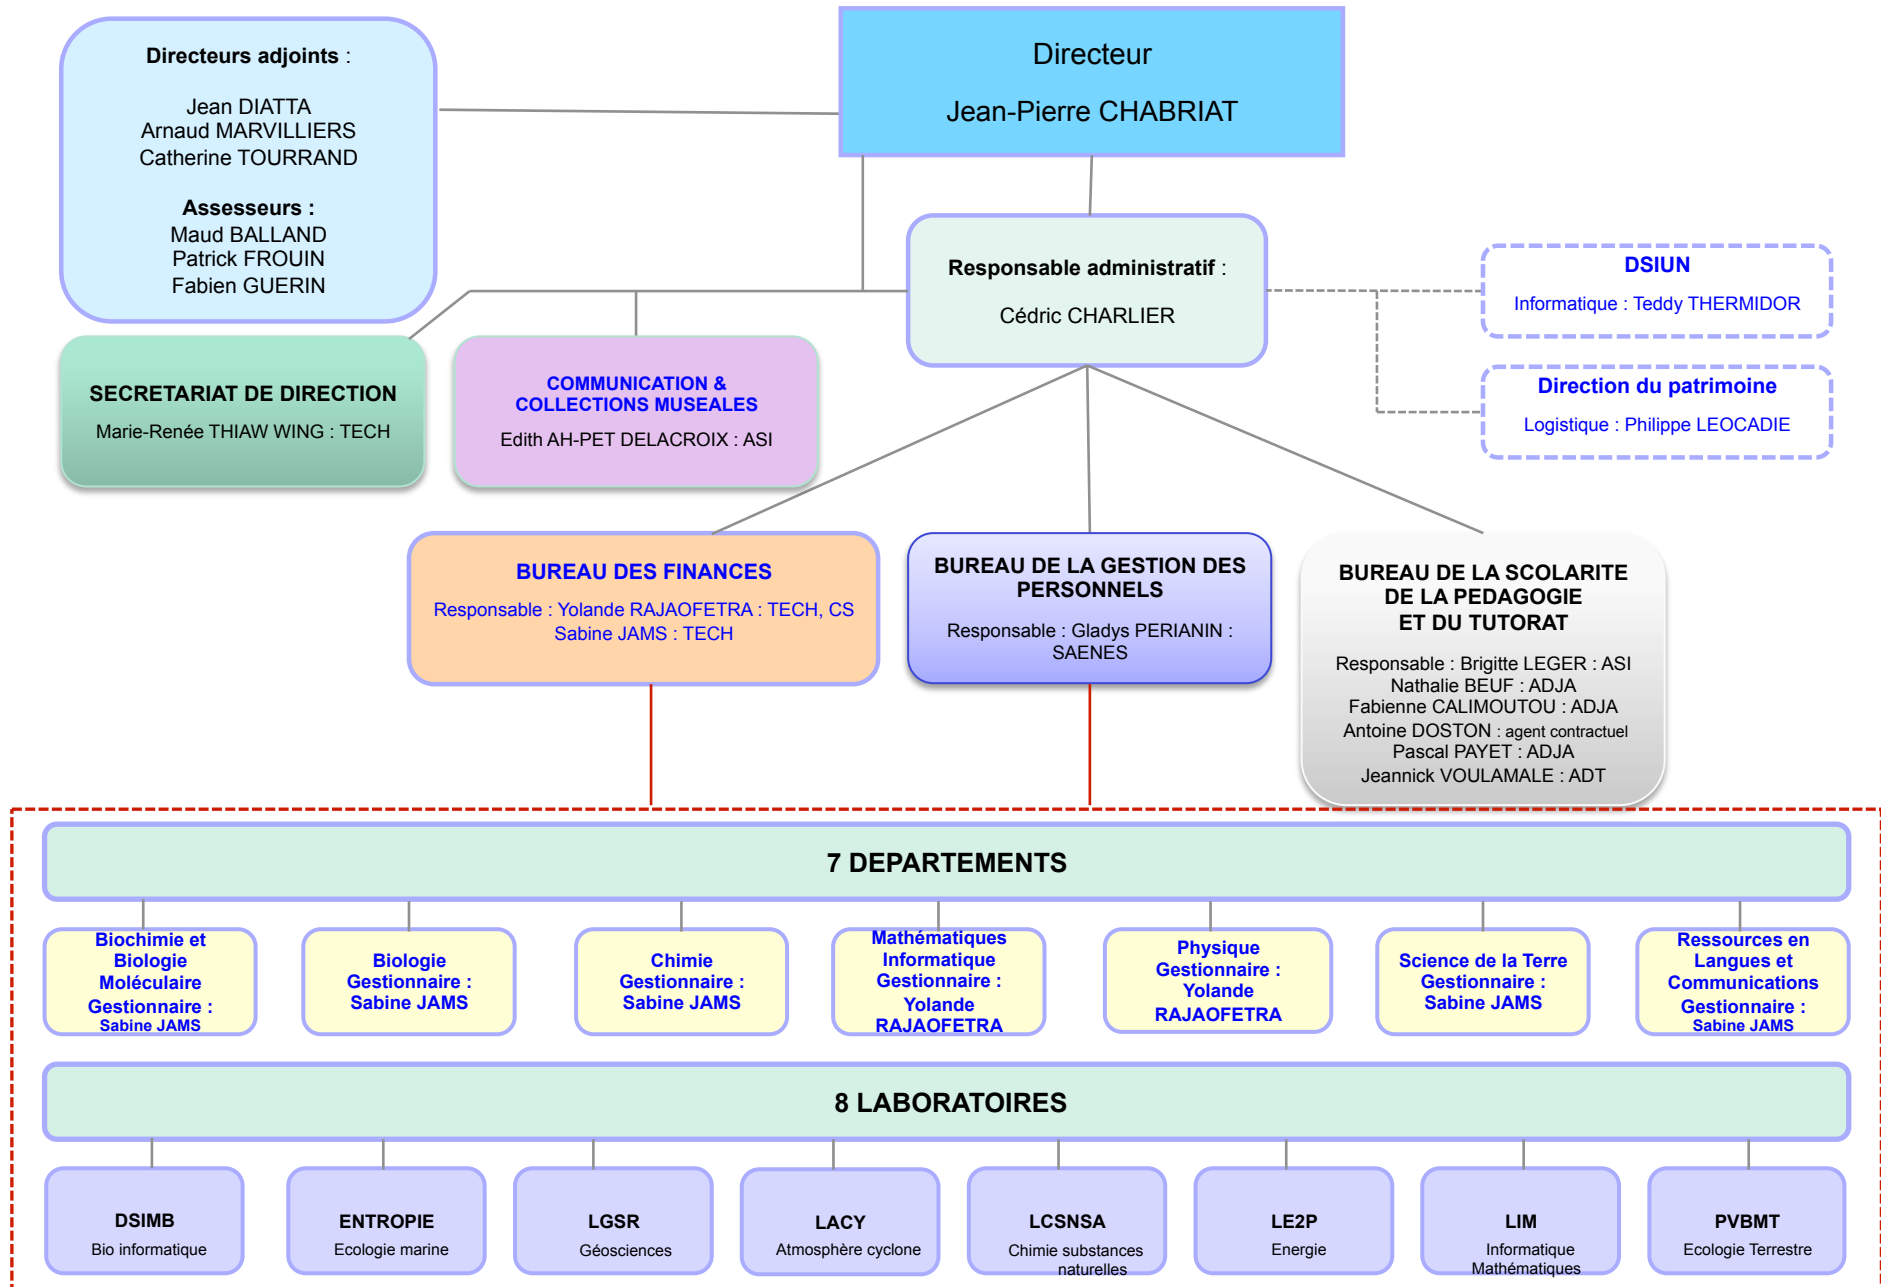 Directeurs adjoints :
Jean DIATTA
Arnaud MARVILLIERS
Catherine TOURRAND
Assesseurs :
Maud BALLAND
Patrick FROUIN
Fabien GUERIN
Directeur
Jean-Pierre CHABRIAT
Responsable administratif :
Cédric CHARLIER
DSIUN
Informatique : Teddy THERMIDOR
Direction du patrimoine
Logistique : Philippe LEOCADIE
SECRETARIAT DE DIRECTION
Marie-Renée THIAW WING : TECH
COMMUNICATION &
COLLECTIONS MUSEALES
Edith AH-PET DELACROIX : ASI
BUREAU DES FINANCES
Responsable : Yolande RAJAOFETRA : TECH, CS
Sabine JAMS : TECH
BUREAU DE LA GESTION DES
PERSONNELS
Responsable : Gladys PERIANIN :
SAENES
BUREAU DE LA SCOLARITE
DE LA PEDAGOGIE
ET DU TUTORAT
Responsable : Brigitte LEGER : ASI
Nathalie BEUF : ADJA
Fabienne CALIMOUTOU : ADJA
Antoine DOSTON : agent contractuel
Pascal PAYET : ADJA
Jeannick VOULAMALE : ADT
7 DEPARTEMENTS
Biochimie et
Biologie
Moléculaire
Gestionnaire :
Sabine JAMS
Biologie
Gestionnaire :
Sabine JAMS
Chimie
Gestionnaire :
Sabine JAMS
Mathématiques
Informatique
Gestionnaire :
Yolande
RAJAOFETRA
Physique
Gestionnaire :
Yolande
RAJAOFETRA
Science de la Terre
Gestionnaire :
Sabine JAMS
Ressources en
Langues et
Communications
Gestionnaire :
Sabine JAMS
8 LABORATOIRES
DSIMB
Bio informatique
ENTROPIE
Ecologie marine
LGSR
Géosciences
LACY
Atmosphère cyclone
LCSNSA
Chimie substances
naturelles
LE2P
Energie
LIM
Informatique
Mathématiques
PVBMT
Ecologie Terrestre